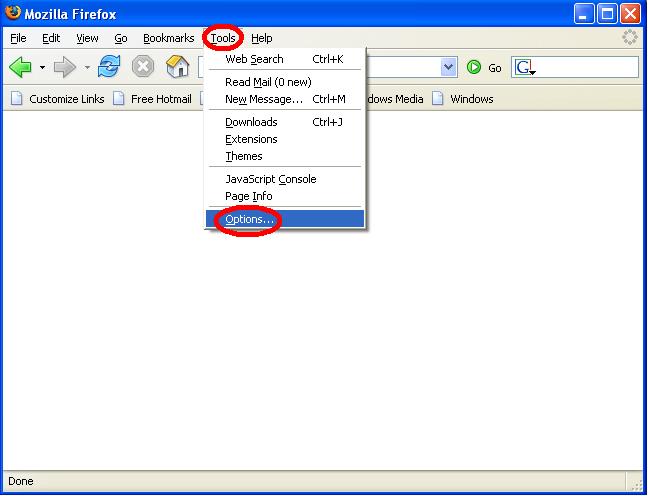 Mozilla Firefox
File Edit View Go Bookmarks Tools Help
Web Search Ctrl+K
Read Mail (0 new)
New Message... Ctrl+M
Downloads Ctrl+J
Extensions
Themes
JavaScript Console
Page Info
Options...
Go G
Customize Links Free Hotmail dows Media Windows
Done